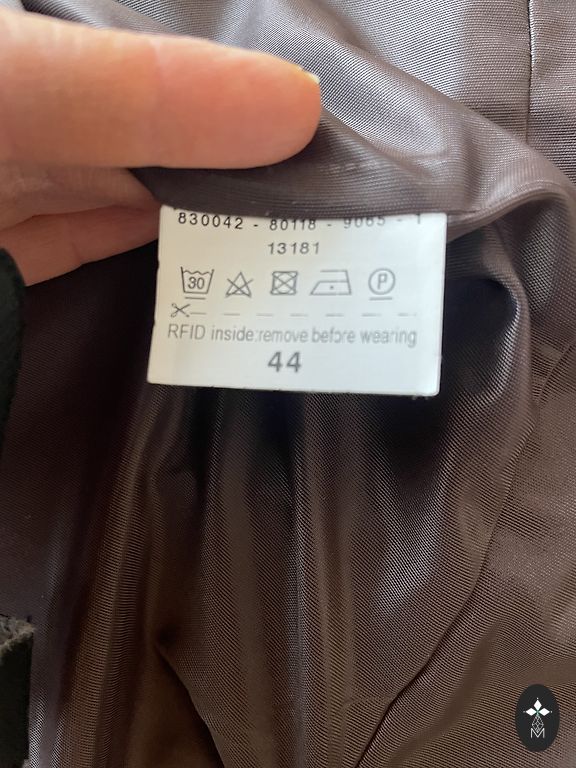 830042 - 80118 - 9065 - 1
13181
30 P
RFID inside:remove before wearing
44
M